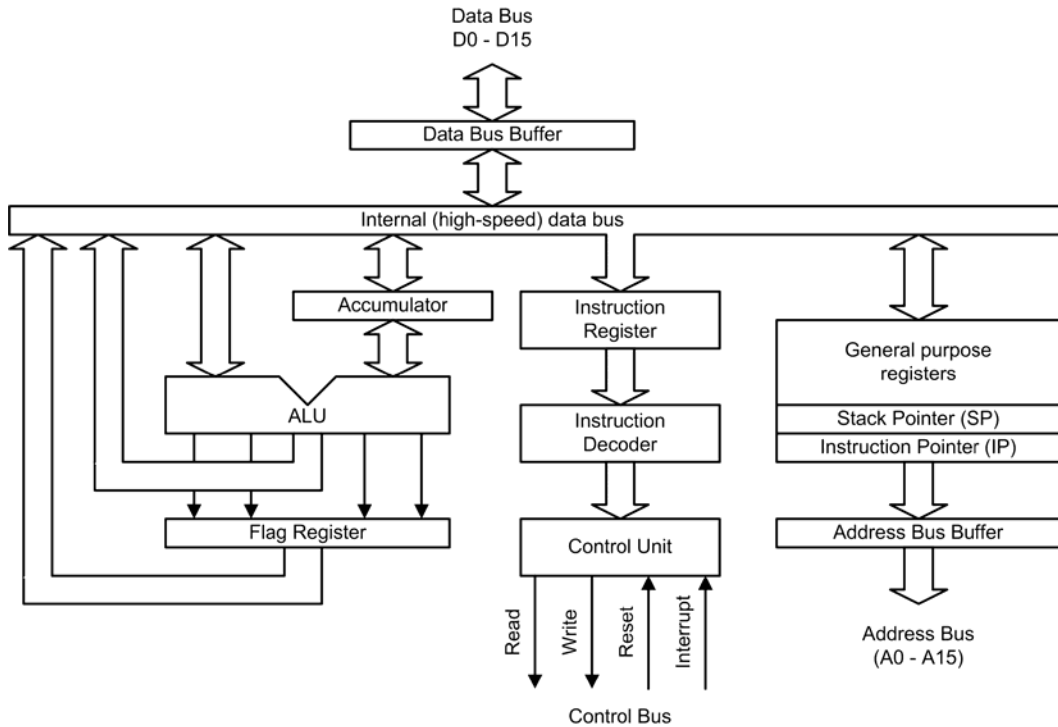 Data Bus
D0 - D15
Data Bus Buffer
Internal (high-speed) data bus
Accumulator
ALU
Flag Register
Instruction
Register
Instruction
Decoder
Control Unit
Read
Write
Reset
Interrupt
Control Bus
General purpose
registers
Stack Pointer (SP)
Instruction Pointer (IP)
Address Bus Buffer
Address Bus
(A0 - A15)